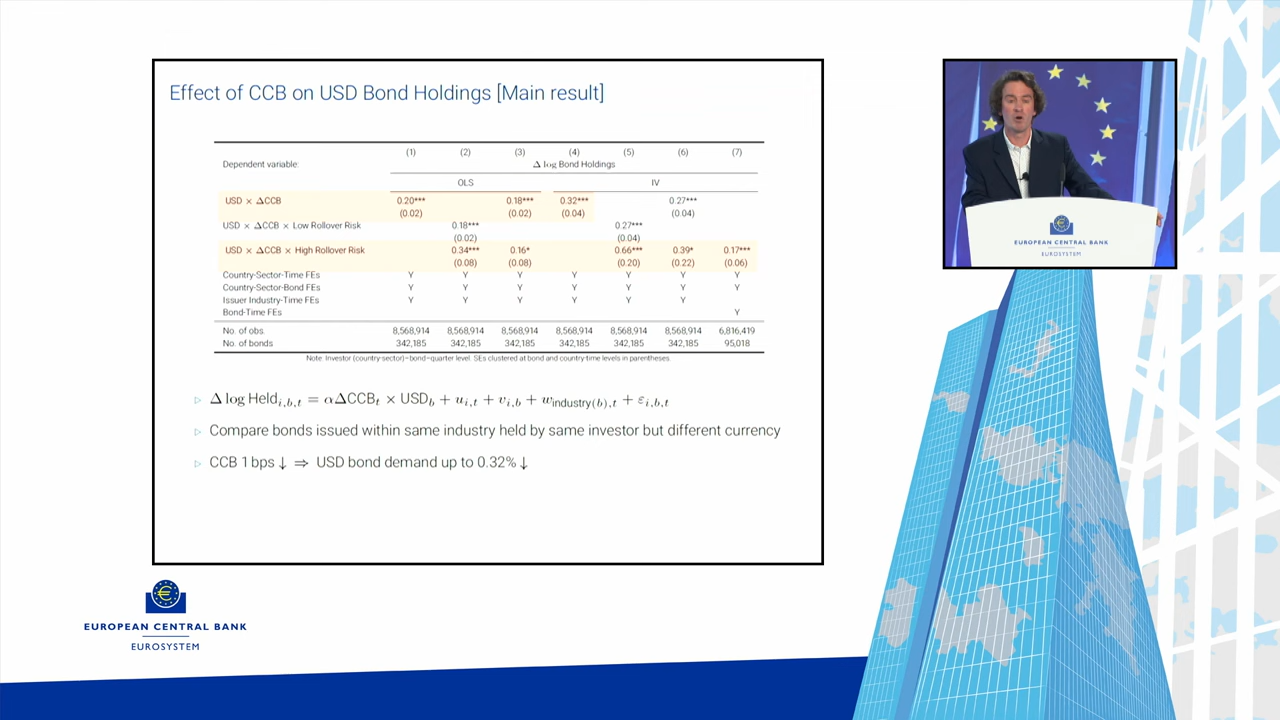 Effect of CCB on USD Bond Holdings [Main result]
(1) (2) (3) (4) (5) (6) (7)
Dependent variable: Δ log Bond Holdings
OLS IV
USD × ΔCCB 0.20*** 0.18*** 0.32*** 0.27***
(0.02) (0.02) (0.04) (0.04)
USD × ΔCCB × Low Rollover Risk 0.18*** 0.27***
(0.02) (0.04)
USD × ΔCCB × High Rollover Risk 0.34*** 0.16* 0.66*** 0.39* 0.17***
(0.08) (0.08) (0.20) (0.22) (0.06)
Country-Sector-Time FEs Y Y Y Y Y Y Y
Country-Sector-Bond FEs Y Y Y Y Y Y Y
Issuer Industry-Time FEs Y Y Y Y Y Y
Bond-Time FEs Y
No. of obs. 8,568,914 8,568,914 8,568,914 8,568,914 8,568,914 8,568,914 6,816,419
No. of bonds 342,185 342,185 342,185 342,185 342,185 342,185 95,018
Note: Investor (country-sector)–bond–quarter level. SEs clustered at bond and country-time levels in parentheses.
▷ Δ log Held_{i,b,t} = αΔCCB_t × USD_b + u_{i,t} + v_{i,b} + w_{industry(b),t} + ε_{i,b,t}
▷ Compare bonds issued within same industry held by same investor but different currency
▷ CCB 1 bps ↓ ⇒ USD bond demand up to 0.32% ↓
EUROPEAN CENTRAL BANK
EUROSYSTEM
EUROPEAN CENTRAL BANK
EUROSYSTEM